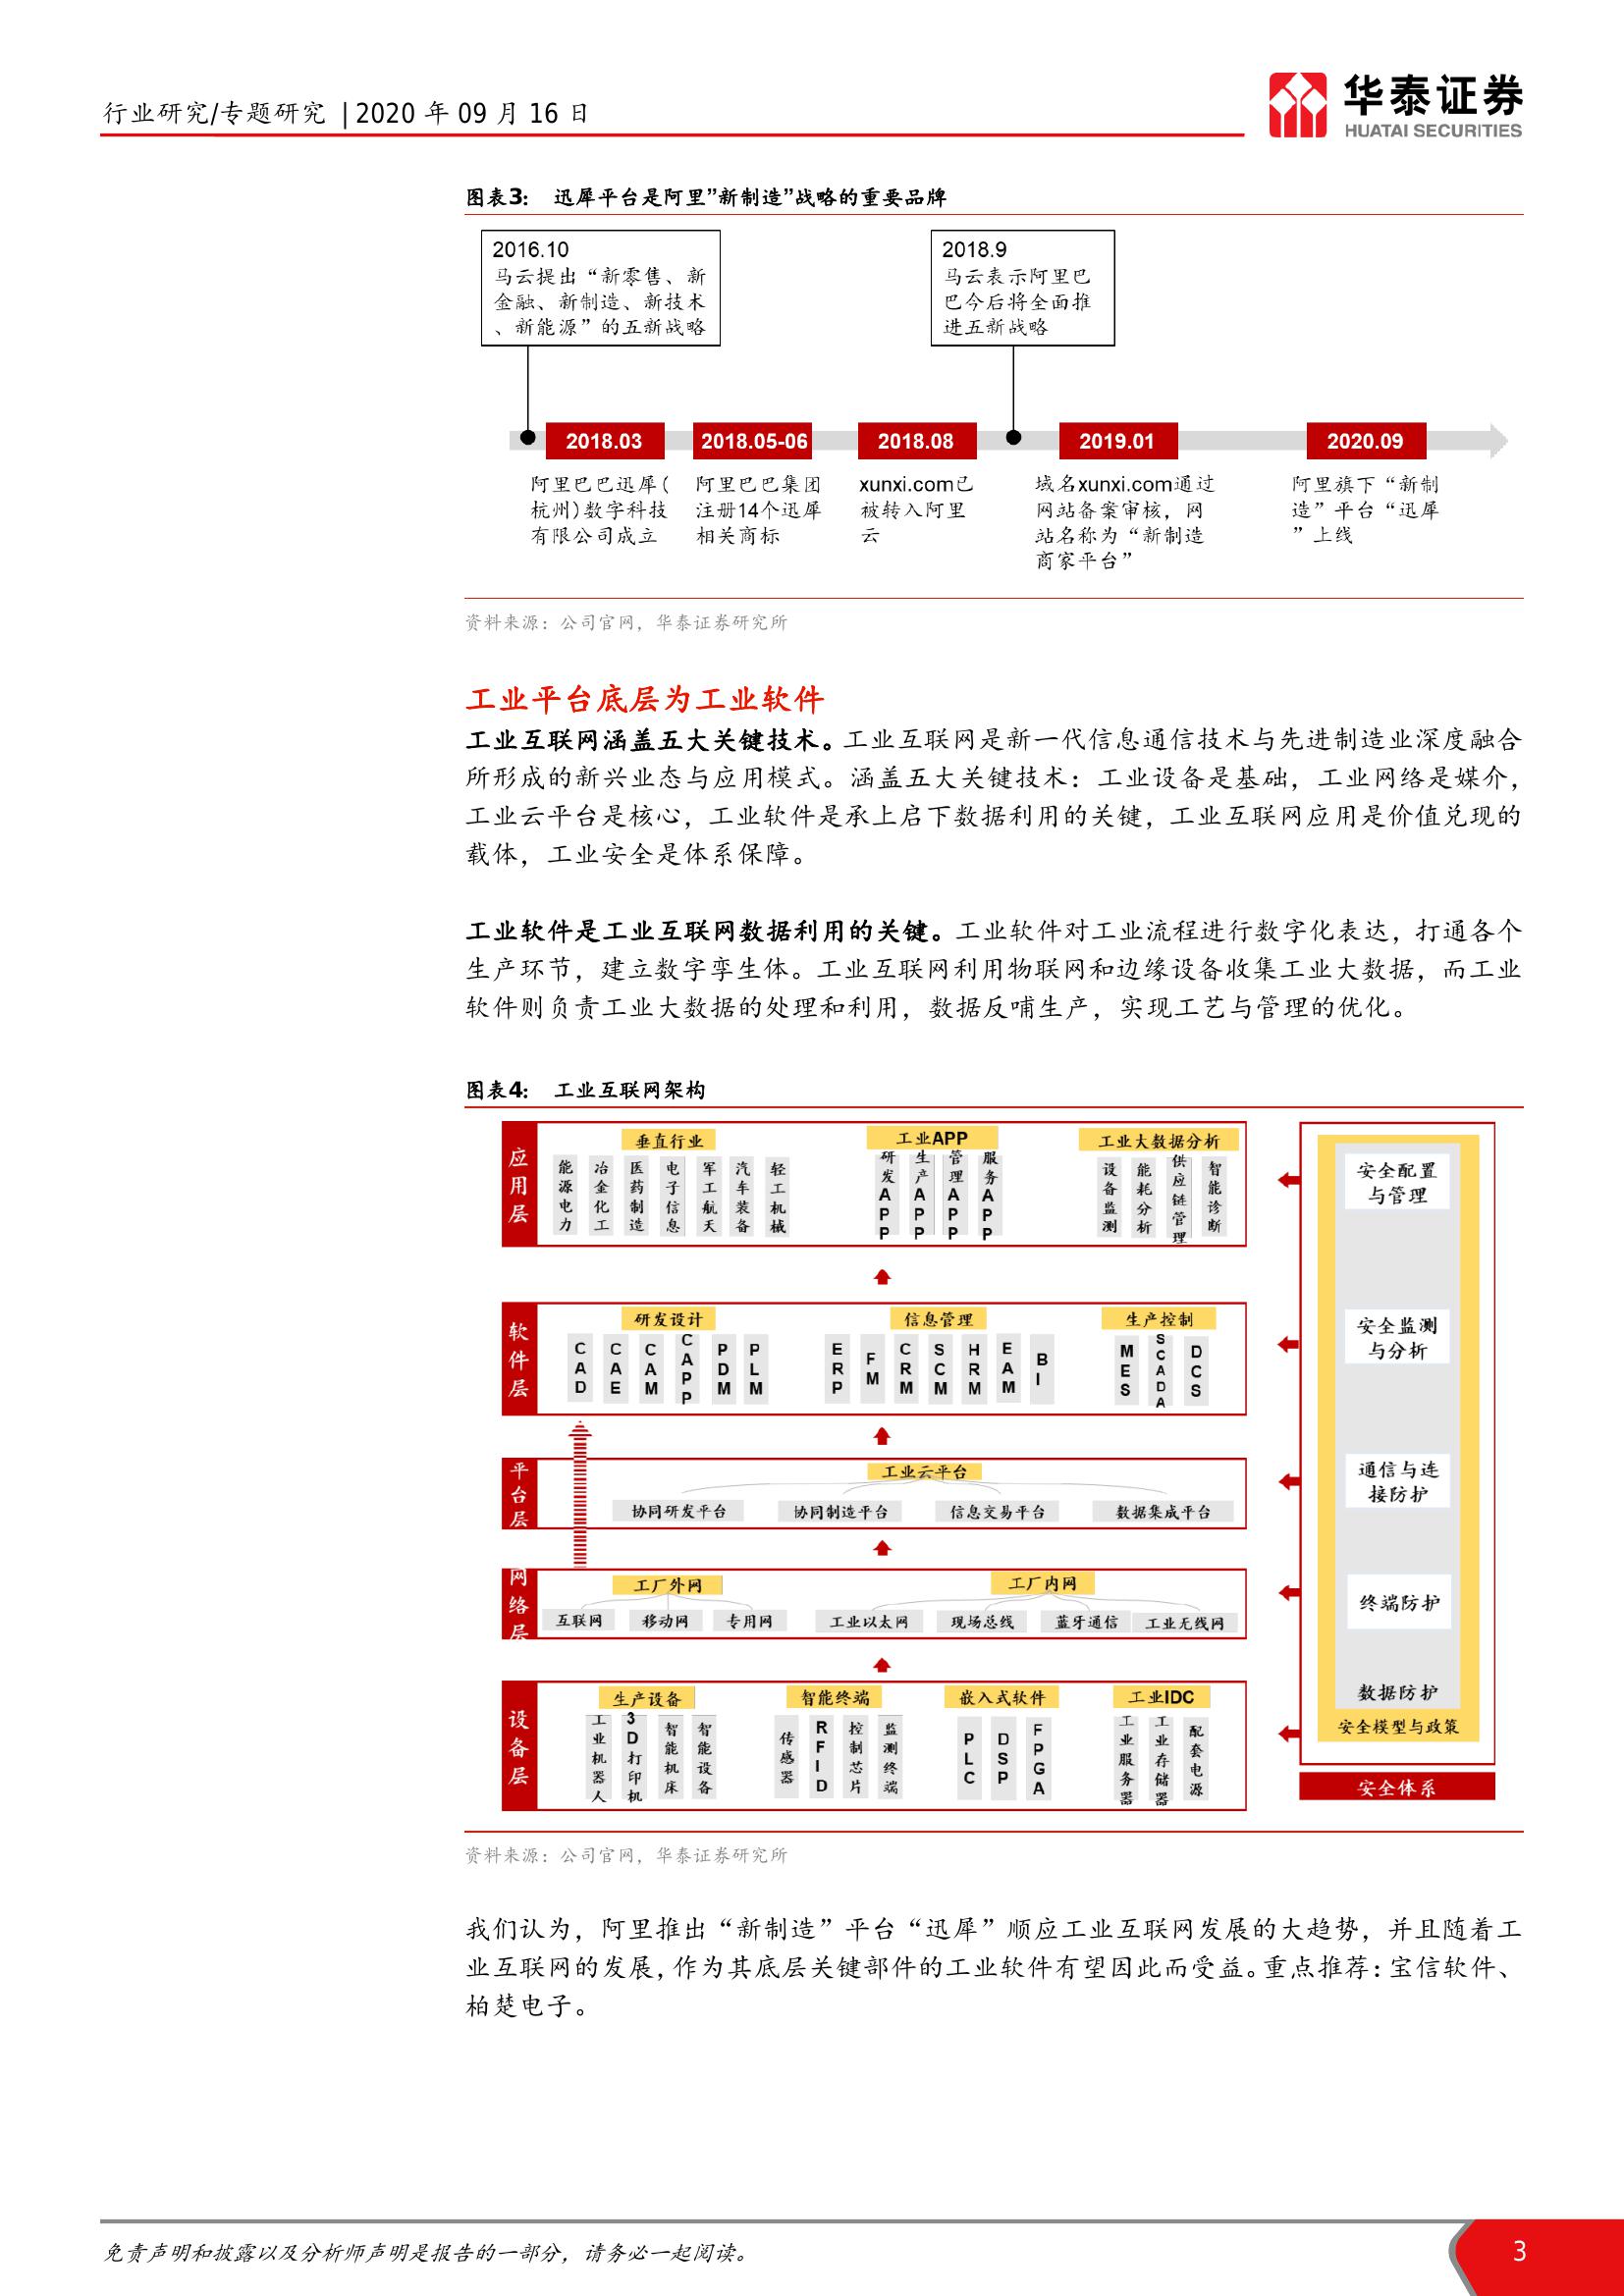 行业研究/专题研究 | 2020 年 09 月 16 日
华泰证券
HUATAI SECURITIES
图表3： 迅犀平台是阿里”新制造”战略的重要品牌
2016.10
马云提出“新零售、新
金融、新制造、新技术
、新能源”的五新战略
2018.9
马云表示阿里巴
巴今后将全面推
进五新战略
2018.03
2018.05-06
2018.08
2019.01
2020.09
阿里巴巴迅犀(
杭州)数字科技
有限公司成立
阿里巴巴集团
注册14个迅犀
相关商标
xunxi.com已
被转入阿里
云
域名xunxi.com通过
网站备案审核，网
站名称为“新制造
商家平台”
阿里旗下“新制
造”平台“迅犀
”上线
资料来源：公司官网，华泰证券研究所
工业平台底层为工业软件
工业互联网涵盖五大关键技术。工业互联网是新一代信息通信技术与先进制造业深度融合
所形成的新兴业态与应用模式。涵盖五大关键技术：工业设备是基础，工业网络是媒介，
工业云平台是核心，工业软件是承上启下数据利用的关键，工业互联网应用是价值兑现的
载体，工业安全是体系保障。
工业软件是工业互联网数据利用的关键。工业软件对工业流程进行数字化表达，打通各个
生产环节，建立数字孪生体。工业互联网利用物联网和边缘设备收集工业大数据，而工业
软件则负责工业大数据的处理和利用，数据反哺生产，实现工艺与管理的优化。
图表4： 工业互联网架构
应用层
垂直行业
能源电力
冶金化工
医药制造
电子信息
军工航天
汽车装备
轻工机械
工业APP
研发APP
生产APP
管理APP
服务APP
工业大数据分析
设备监测
能耗分析
供应链管理
智能诊断
软件层
研发设计
CAD
CAE
CAM
CAPP
PDM
PLM
信息管理
ERP
FM
CRM
SCM
HRM
EAM
BI
生产控制
MES
SCADA
DCS
平台层
工业云平台
协同研发平台
协同制造平台
信息交易平台
数据集成平台
网络层
工厂外网
互联网
移动网
专用网
工厂内网
工业以太网
现场总线
蓝牙通信
工业无线网
设备层
生产设备
工业机器人
3D打印机
智能机床
智能设备
智能终端
传感器
RFID
控制芯片
监测终端
嵌入式软件
PLC
DSP
FPGA
工业IDC
工业服务器
工业存储器
配套电源
安全配置
与管理
安全监测
与分析
通信与连
接防护
终端防护
数据防护
安全模型与政策
安全体系
资料来源：公司官网，华泰证券研究所
我们认为，阿里推出“新制造”平台“迅犀”顺应工业互联网发展的大趋势，并且随着工
业互联网的发展，作为其底层关键部件的工业软件有望因此而受益。重点推荐：宝信软件、
柏楚电子。
免责声明和披露以及分析师声明是报告的一部分，请务必一起阅读。
3